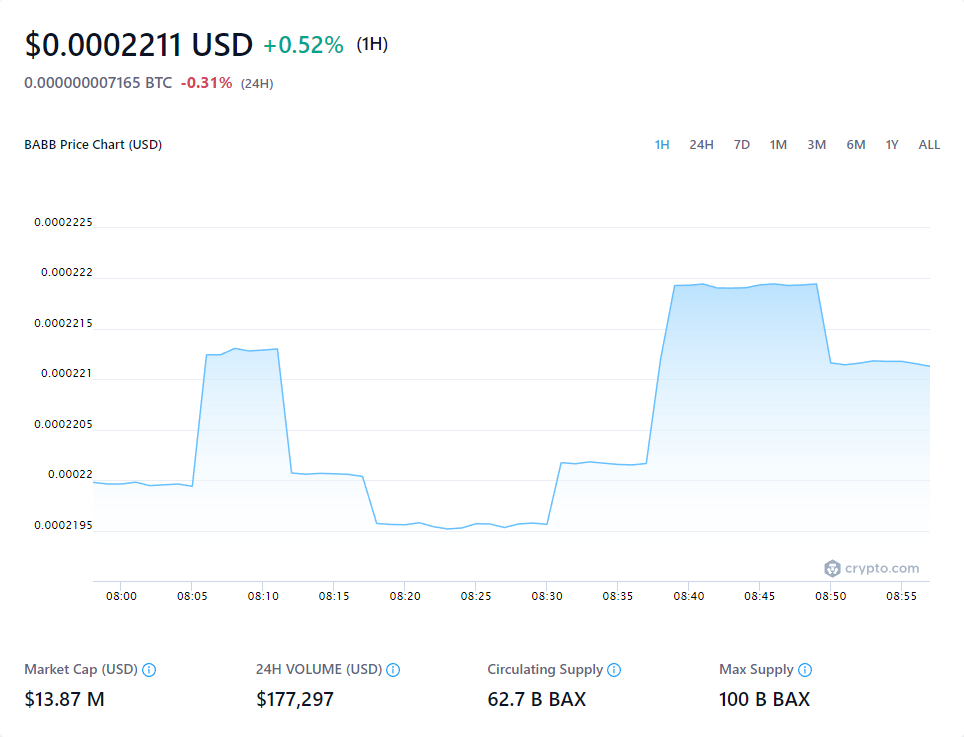 $0.0002211 USD +0.52% (1H)
0.000000007165 BTC -0.31% (24H)
BABB Price Chart (USD)
1H 24H 7D 1M 3M 6M 1Y ALL
0.0002225
0.000222
0.0002215
0.000221
0.0002205
0.00022
0.0002195
crypto.com
08:00 08:05 08:10 08:15 08:20 08:25 08:30 08:35 08:40 08:45 08:50 08:55
Market Cap (USD) 24H VOLUME (USD) Circulating Supply Max Supply
$13.87 M $177,297 62.7 B BAX 100 B BAX